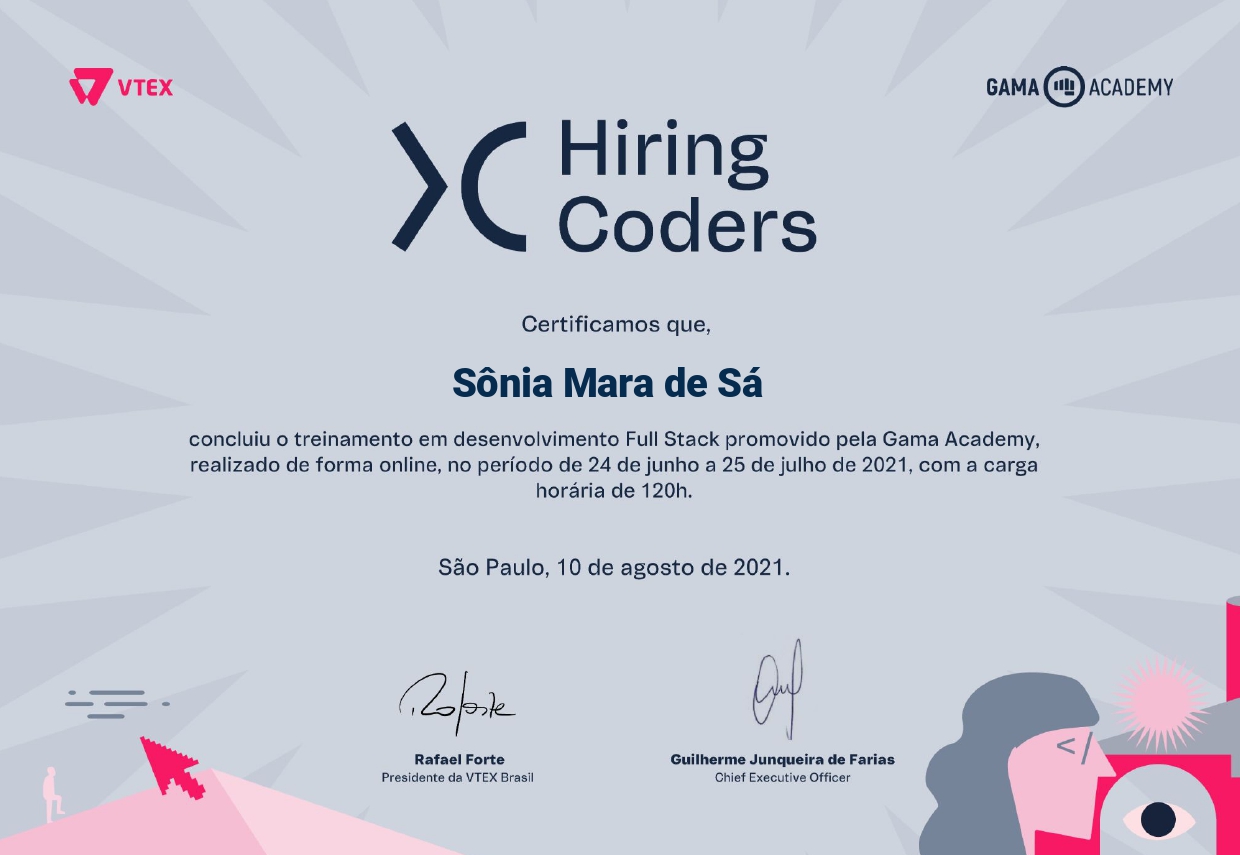 VTEX
GAMA ACADEMY
Hiring
Coders
Certificamos que,
Sônia Mara de Sá
concluiu o treinamento em desenvolvimento Full Stack promovido pela Gama Academy,
realizado de forma online, no período de 24 de junho a 25 de julho de 2021, com a carga
horária de 120h.
São Paulo, 10 de agosto de 2021.
Rafael Forte
Presidente da VTEX Brasil
Guilherme Junqueira de Farias
Chief Executive Officer